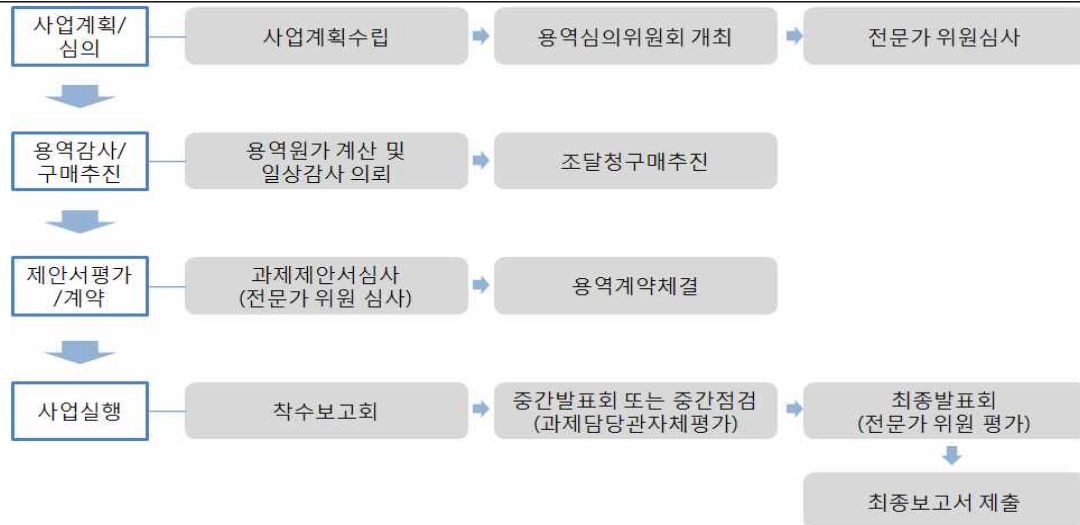 사업계획/
심의
사업계획수립
용역심의위원회 개최
전문가 위원심사
용역감사/
구매추진
용역원가 계산 및
일상감사 의뢰
조달청구매추진
제안서평가
/계약
과제제안서심사
(전문가 위원 심사)
용역계약체결
사업실행
착수보고회
중간발표회 또는 중간점검
(과제담당관자체평가)
최종발표회
(전문가 위원 평가)
최종보고서 제출